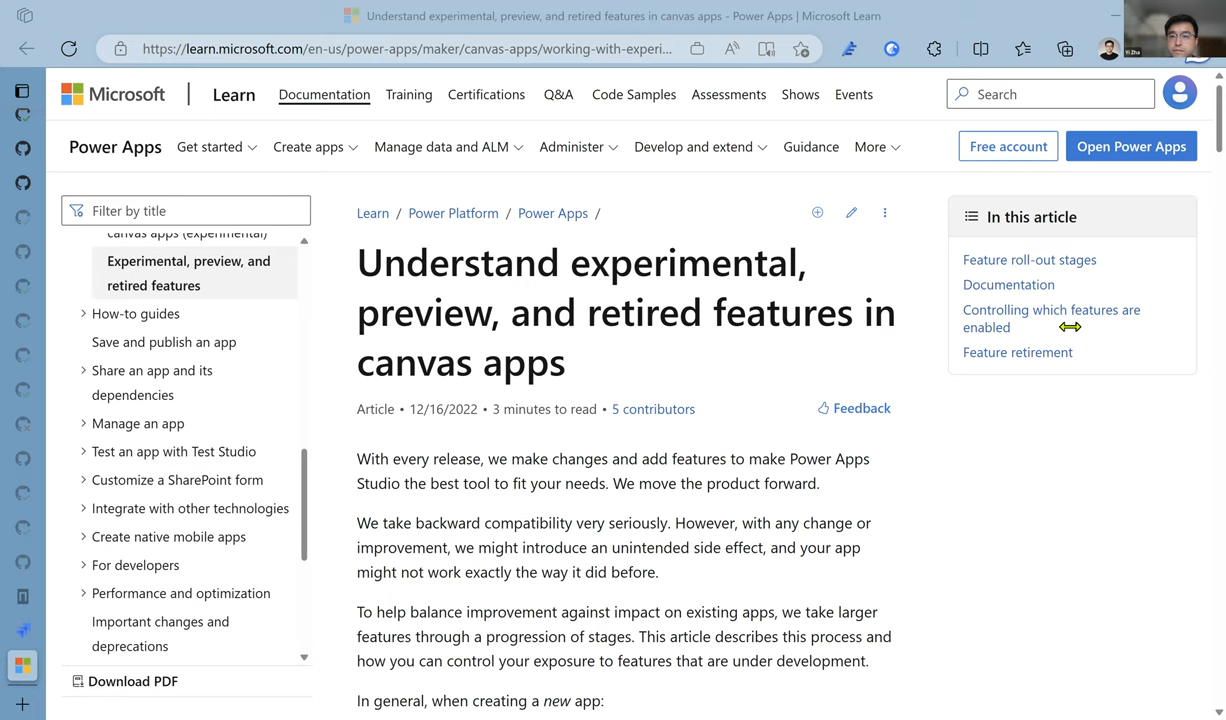 Understand experimental, preview, and retired features in canvas apps - Power Apps | Microsoft Learn
https://learn.microsoft.com/en-us/power-apps/maker/canvas-apps/working-with-experi...
Yi Zha
Microsoft
Learn
Documentation
Training
Certifications
Q&A
Code Samples
Assessments
Shows
Events
Search
Power Apps
Get started
Create apps
Manage data and ALM
Administer
Develop and extend
Guidance
More
Free account
Open Power Apps
Filter by title
canvas apps (experimental)
Experimental, preview, and
retired features
How-to guides
Save and publish an app
Share an app and its
dependencies
Manage an app
Test an app with Test Studio
Customize a SharePoint form
Integrate with other technologies
Create native mobile apps
For developers
Performance and optimization
Important changes and
deprecations
Download PDF
Learn / Power Platform / Power Apps /
Understand experimental,
preview, and retired features in
canvas apps
Article • 12/16/2022 • 3 minutes to read • 5 contributors
Feedback
With every release, we make changes and add features to make Power Apps
Studio the best tool to fit your needs. We move the product forward.
We take backward compatibility very seriously. However, with any change or
improvement, we might introduce an unintended side effect, and your app
might not work exactly the way it did before.
To help balance improvement against impact on existing apps, we take larger
features through a progression of stages. This article describes this process and
how you can control your exposure to features that are under development.
In general, when creating a new app:
In this article
Feature roll-out stages
Documentation
Controlling which features are
enabled
Feature retirement